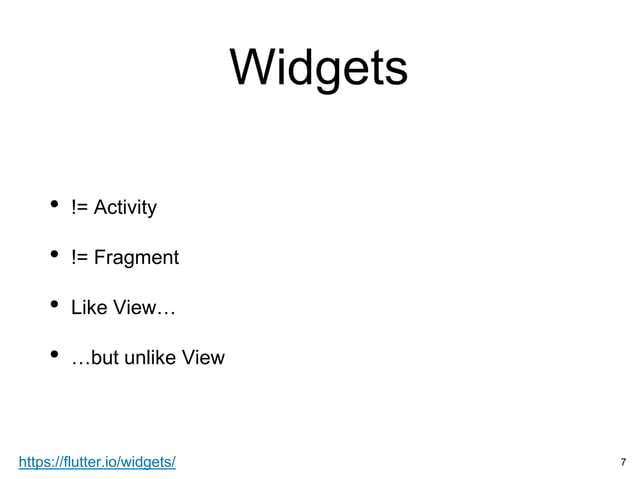 Widgets
• != Activity
• != Fragment
• Like View…
• …but unlike View
https://flutter.io/widgets/
7